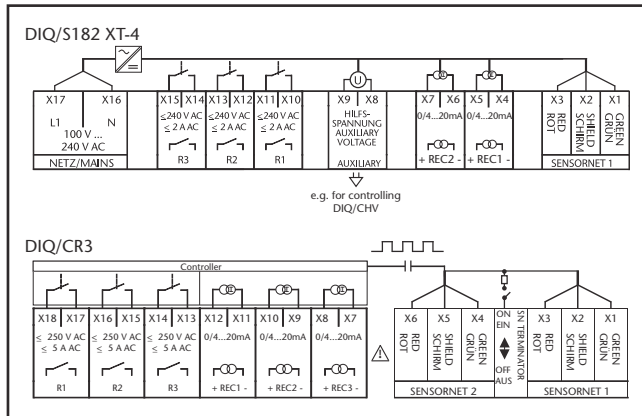 DIQ/S182 XT-4
X17 X16
L1 N
100 V ...
240 V AC
NETZ/MAINS
X15 X14
≤240 V AC
≤ 2 A AC
R3
X13 X12
≤240 V AC
≤ 2 A AC
R2
X11 X10
≤240 V AC
≤ 2 A AC
R1
U
X9 X8
HILFS-
SPANNUNG
AUXILIARY
VOLTAGE
AUXILIARY
e.g. for controlling
DIQ/CHV
X7 X6
0/4...20mA
+ REC2 -
X5 X4
0/4...20mA
+ REC1 -
X3 X2 X1
RED
ROT
SHIELD
SCHIRM
GREEN
GRÜN
SENSORNET 1
DIQ/CR3
Controller
X18 X17
≤ 250 V AC
≤ 5 A AC
R1
X16 X15
≤ 250 V AC
≤ 5 A AC
R2
X14 X13
≤ 250 V AC
≤ 5 A AC
R3
X12 X11
0/4...20mA
+ REC1 -
X10 X9
0/4...20mA
+ REC2 -
X8 X7
0/4...20mA
+ REC3 -
X6 X5 X4
RED
ROT
SHIELD
SCHIRM
GREEN
GRÜN
SENSORNET 2
ON
EIN
SN TERMINATOR
OFF
AUS
X3 X2 X1
RED
ROT
SHIELD
SCHIRM
GREEN
GRÜN
SENSORNET 1